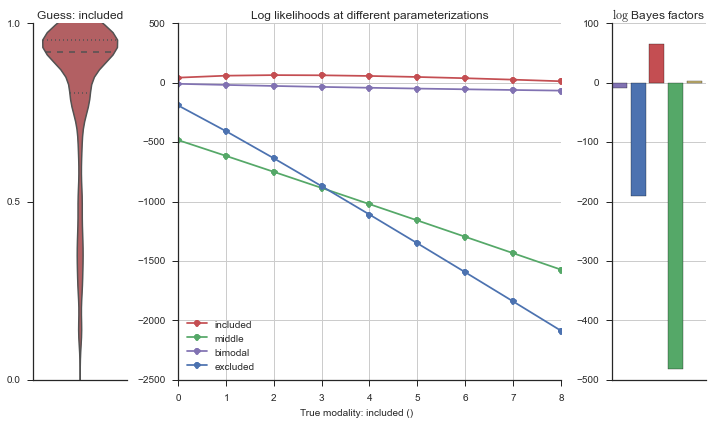 Guess: included
1.0
0.5
0.0
Log likelihoods at different parameterizations
500
0
−500
−1000
−1500
−2000
−2500
included
middle
bimodal
excluded
0 1 2 3 4 5 6 7 8
True modality: included ()
log Bayes factors
100
0
−100
−200
−300
−400
−500